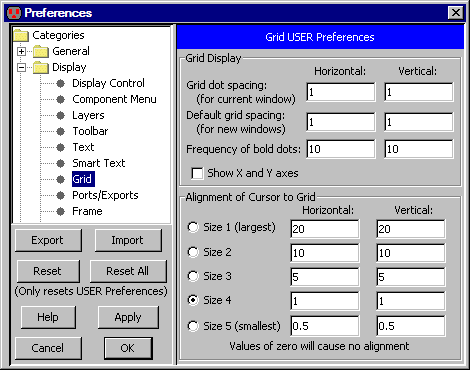 Preferences
Categories
General
Display
Display Control
Component Menu
Layers
Toolbar
Text
Smart Text
Grid
Ports/Exports
Frame
Export Import
Reset Reset All
(Only resets USER Preferences)
Help Apply
Cancel OK
Grid USER Preferences
Grid Display
Horizontal: Vertical:
Grid dot spacing:
(for current window) 1 1
Default grid spacing:
(for new windows) 1 1
Frequency of bold dots: 10 10
Show X and Y axes
Alignment of Cursor to Grid
Horizontal: Vertical:
Size 1 (largest) 20 20
Size 2 10 10
Size 3 5 5
Size 4 1 1
Size 5 (smallest) 0.5 0.5
Values of zero will cause no alignment